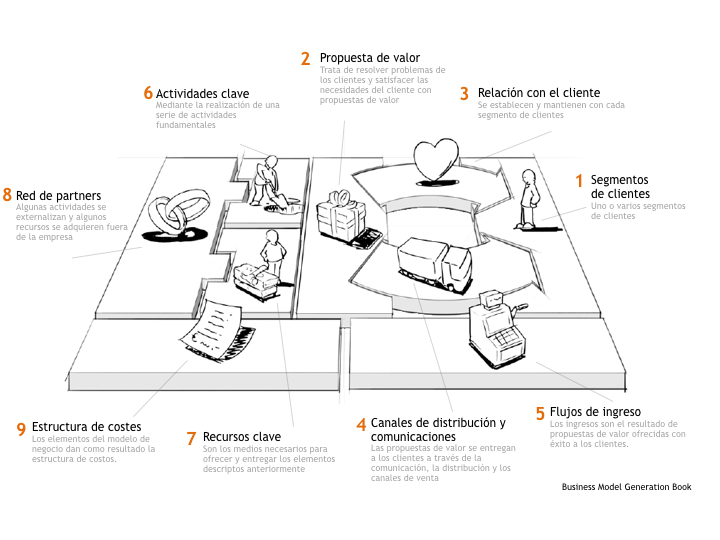 2 Propuesta de valor
Trata de resolver problemas de
los clientes y satisfacer las
necesidades del cliente con
propuestas de valor
6 Actividades clave
Mediante la realización de una
serie de actividades
fundamentales
3 Relación con el cliente
Se establecen y mantienen con cada
segmento de clientes
1 Segmentos
de clientes
Uno o varios segmentos
de clientes
8 Red de partners
Algunas actividades se
externalizan y algunos
recursos se adquieren fuera
de la empresa
9 Estructura de costes
Los elementos del modelo de
negocio dan como resultado la
estructura de costos.
7 Recursos clave
Son los medios necesarios para
ofrecer y entregar los elementos
descriptos anteriormente
4 Canales de distribución y
comunicaciones
Las propuestas de valor se entregan
a los clientes a través de la
comunicación, la distribución y los
canales de venta
5 Flujos de ingreso
Los ingresos son el resultado de
propuestas de valor ofrecidas con
éxito a los clientes.
Business Model Generation Book